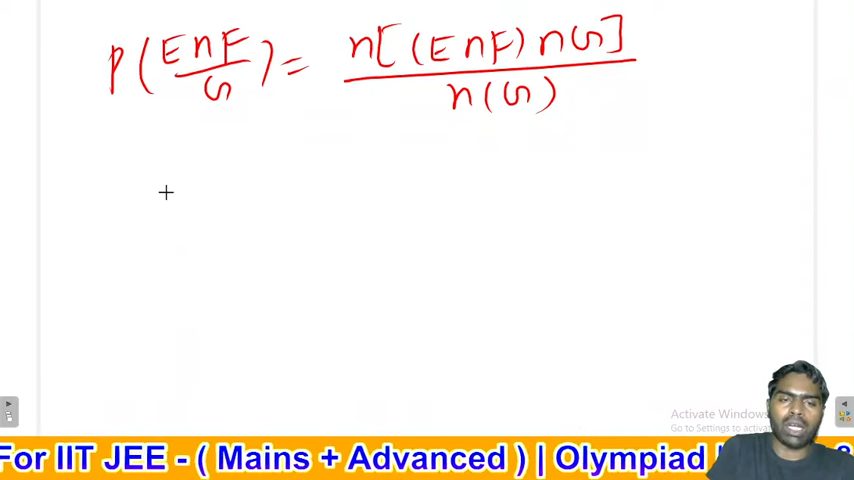 P(E∩F/G) = n[(E∩F)∩G]/n(G)
Activate Windows
Go to Settings to activat
For IIT JEE - ( Mains + Advanced ) | Olympiad